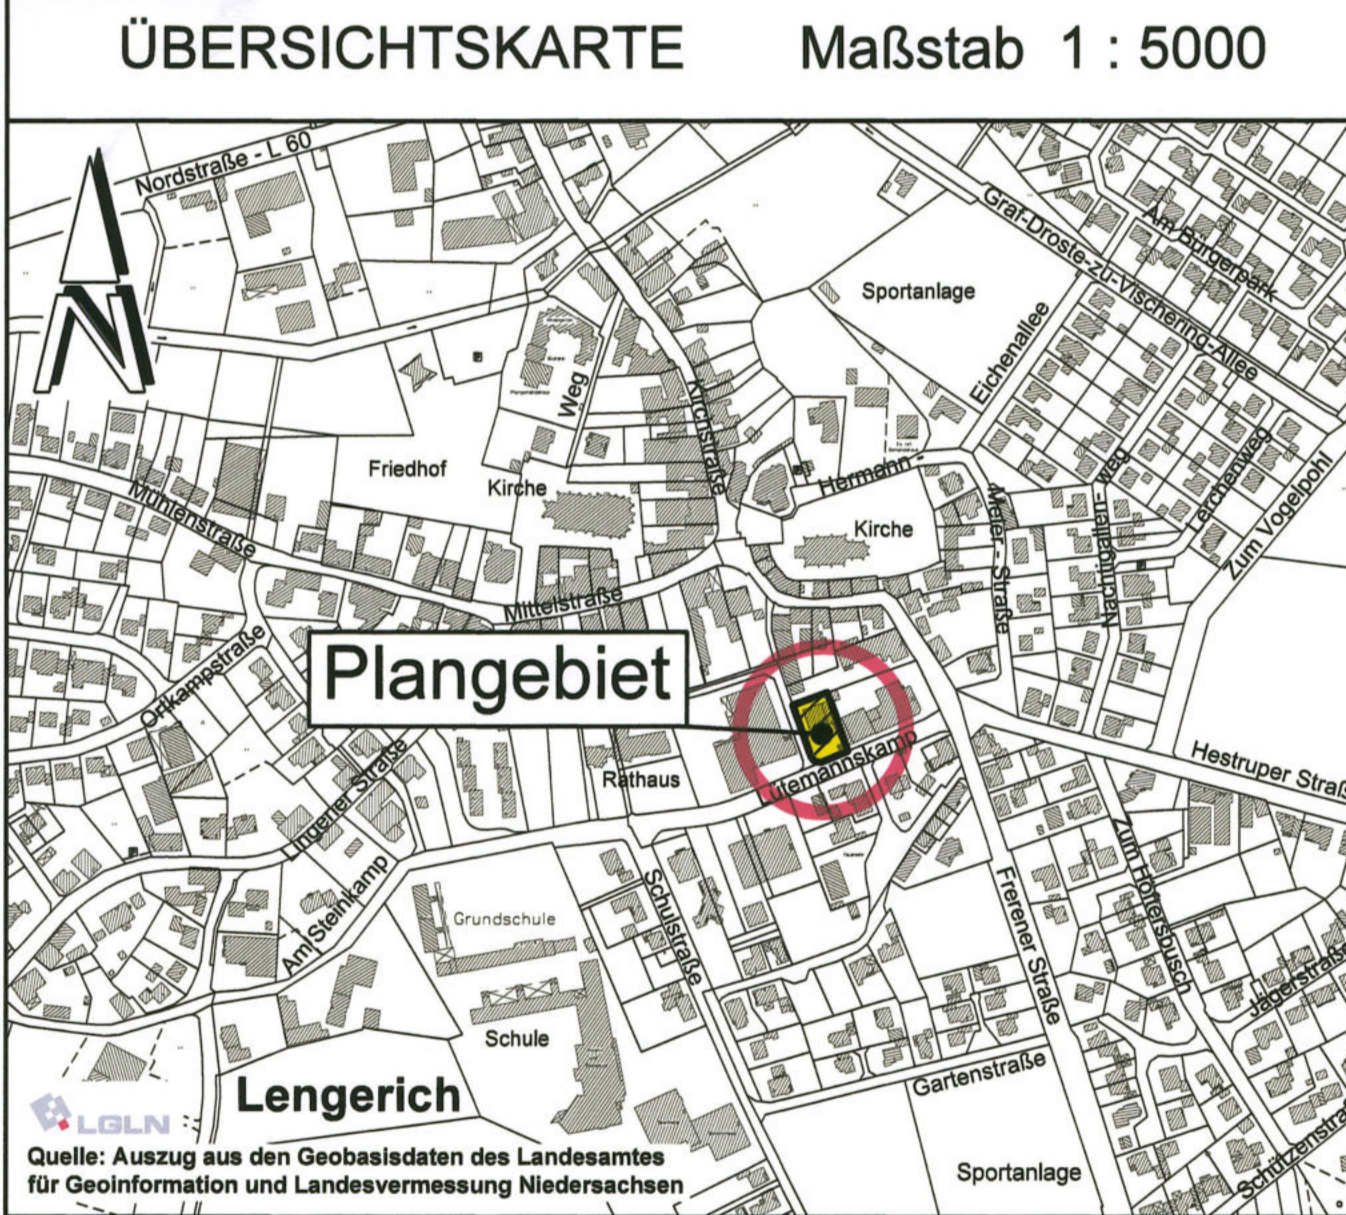 ÜBERSICHTSKARTE Maßstab 1 : 5000
Nordstraße - L 60
Graf-Droste-zu-Vischering-Allee
Am Bürgerpark
Sportanlage
Eichenallee
Weg
Kirchstraße
Friedhof
Kirche
Hermann-
Meier-Straße
Kirche
Nachtigallen-weg
Lerchenweg
Zum Vogelpohl
Mühlenstraße
Mittelstraße
Ortkampstraße
Plangebiet
Lütemannskamp
Rathaus
Hestruper Straß
Lingener Straße
Am Steinkamp
Schulstraße
Grundschule
Schule
Frerener Straße
Zum Hötersbusch
Jägerstraße
Gartenstraße
Schützenstraß
Sportanlage
Lengerich
LGLN
Quelle: Auszug aus den Geobasisdaten des Landesamtes
für Geoinformation und Landesvermessung Niedersachsen
N